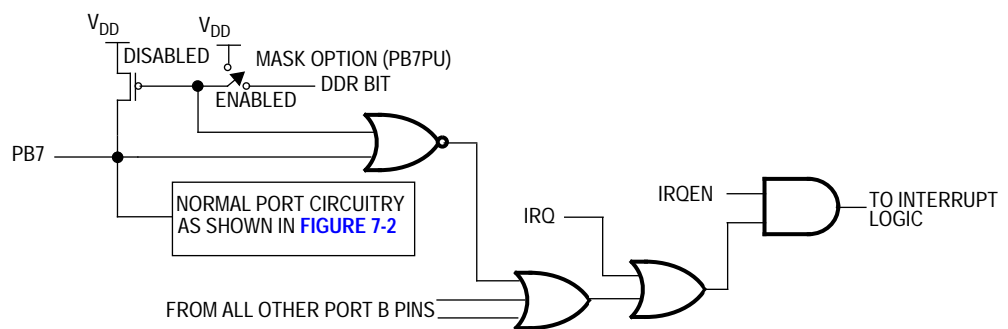 VDD
VDD
DISABLED
MASK OPTION (PB7PU)
DDR BIT
ENABLED
PB7
NORMAL PORT CIRCUITRY
AS SHOWN IN FIGURE 7-2
IRQEN
TO INTERRUPT
LOGIC
IRQ
FROM ALL OTHER PORT B PINS